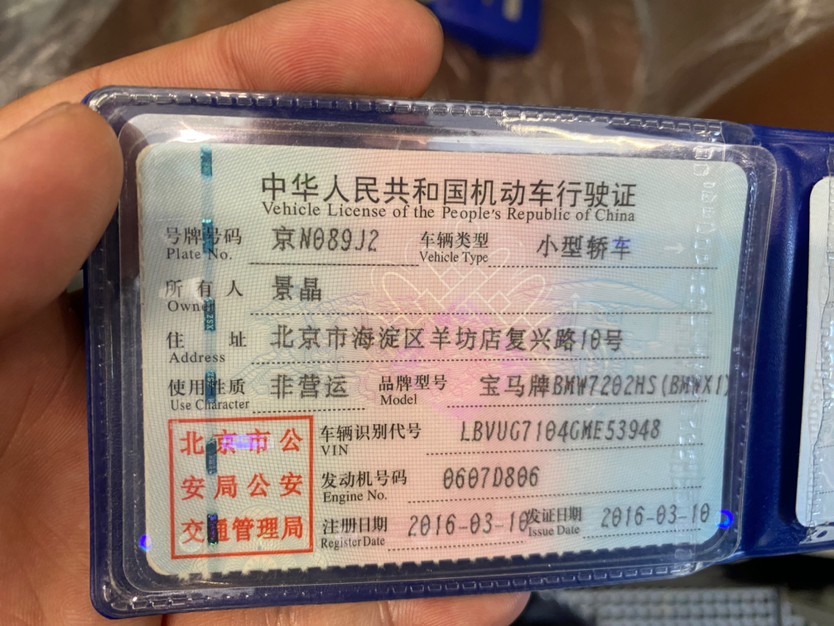 中华人民共和国机动车行驶证
Vehicle License of the People's Republic of China
号牌号码 京N089J2 车辆类型 小型轿车
Plate No. Vehicle Type
所有人 景晶
Owner
住址 北京市海淀区羊坊店复兴路10号
Address
使用性质 非营运 品牌型号 宝马牌BMW7202HS(BMWX1)
Use Character Model
北京市公
安局公安
交通管理局
车辆识别代号 LBVUG7104GME53948
VIN
发动机号码 0607D806
Engine No.
注册日期 2016-03-10 发证日期 2016-03-10
Register Date Issue Date